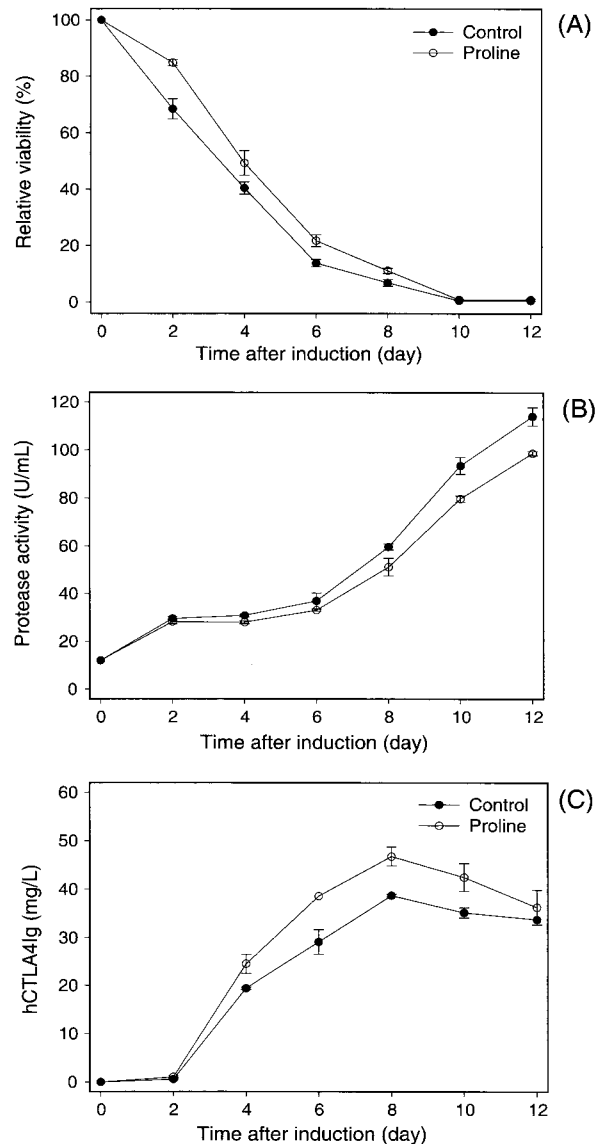 (A)
Control
Proline
Relative viability (%)
100
80
60
40
20
0
0 2 4 6 8 10 12
Time after induction (day)
(B)
Protease activity (U/mL)
120
100
80
60
40
20
0
0 2 4 6 8 10 12
Time after induction (day)
(C)
Control
Proline
hCTLA4Ig (mg/L)
60
50
40
30
20
10
0
0 2 4 6 8 10 12
Time after induction (day)